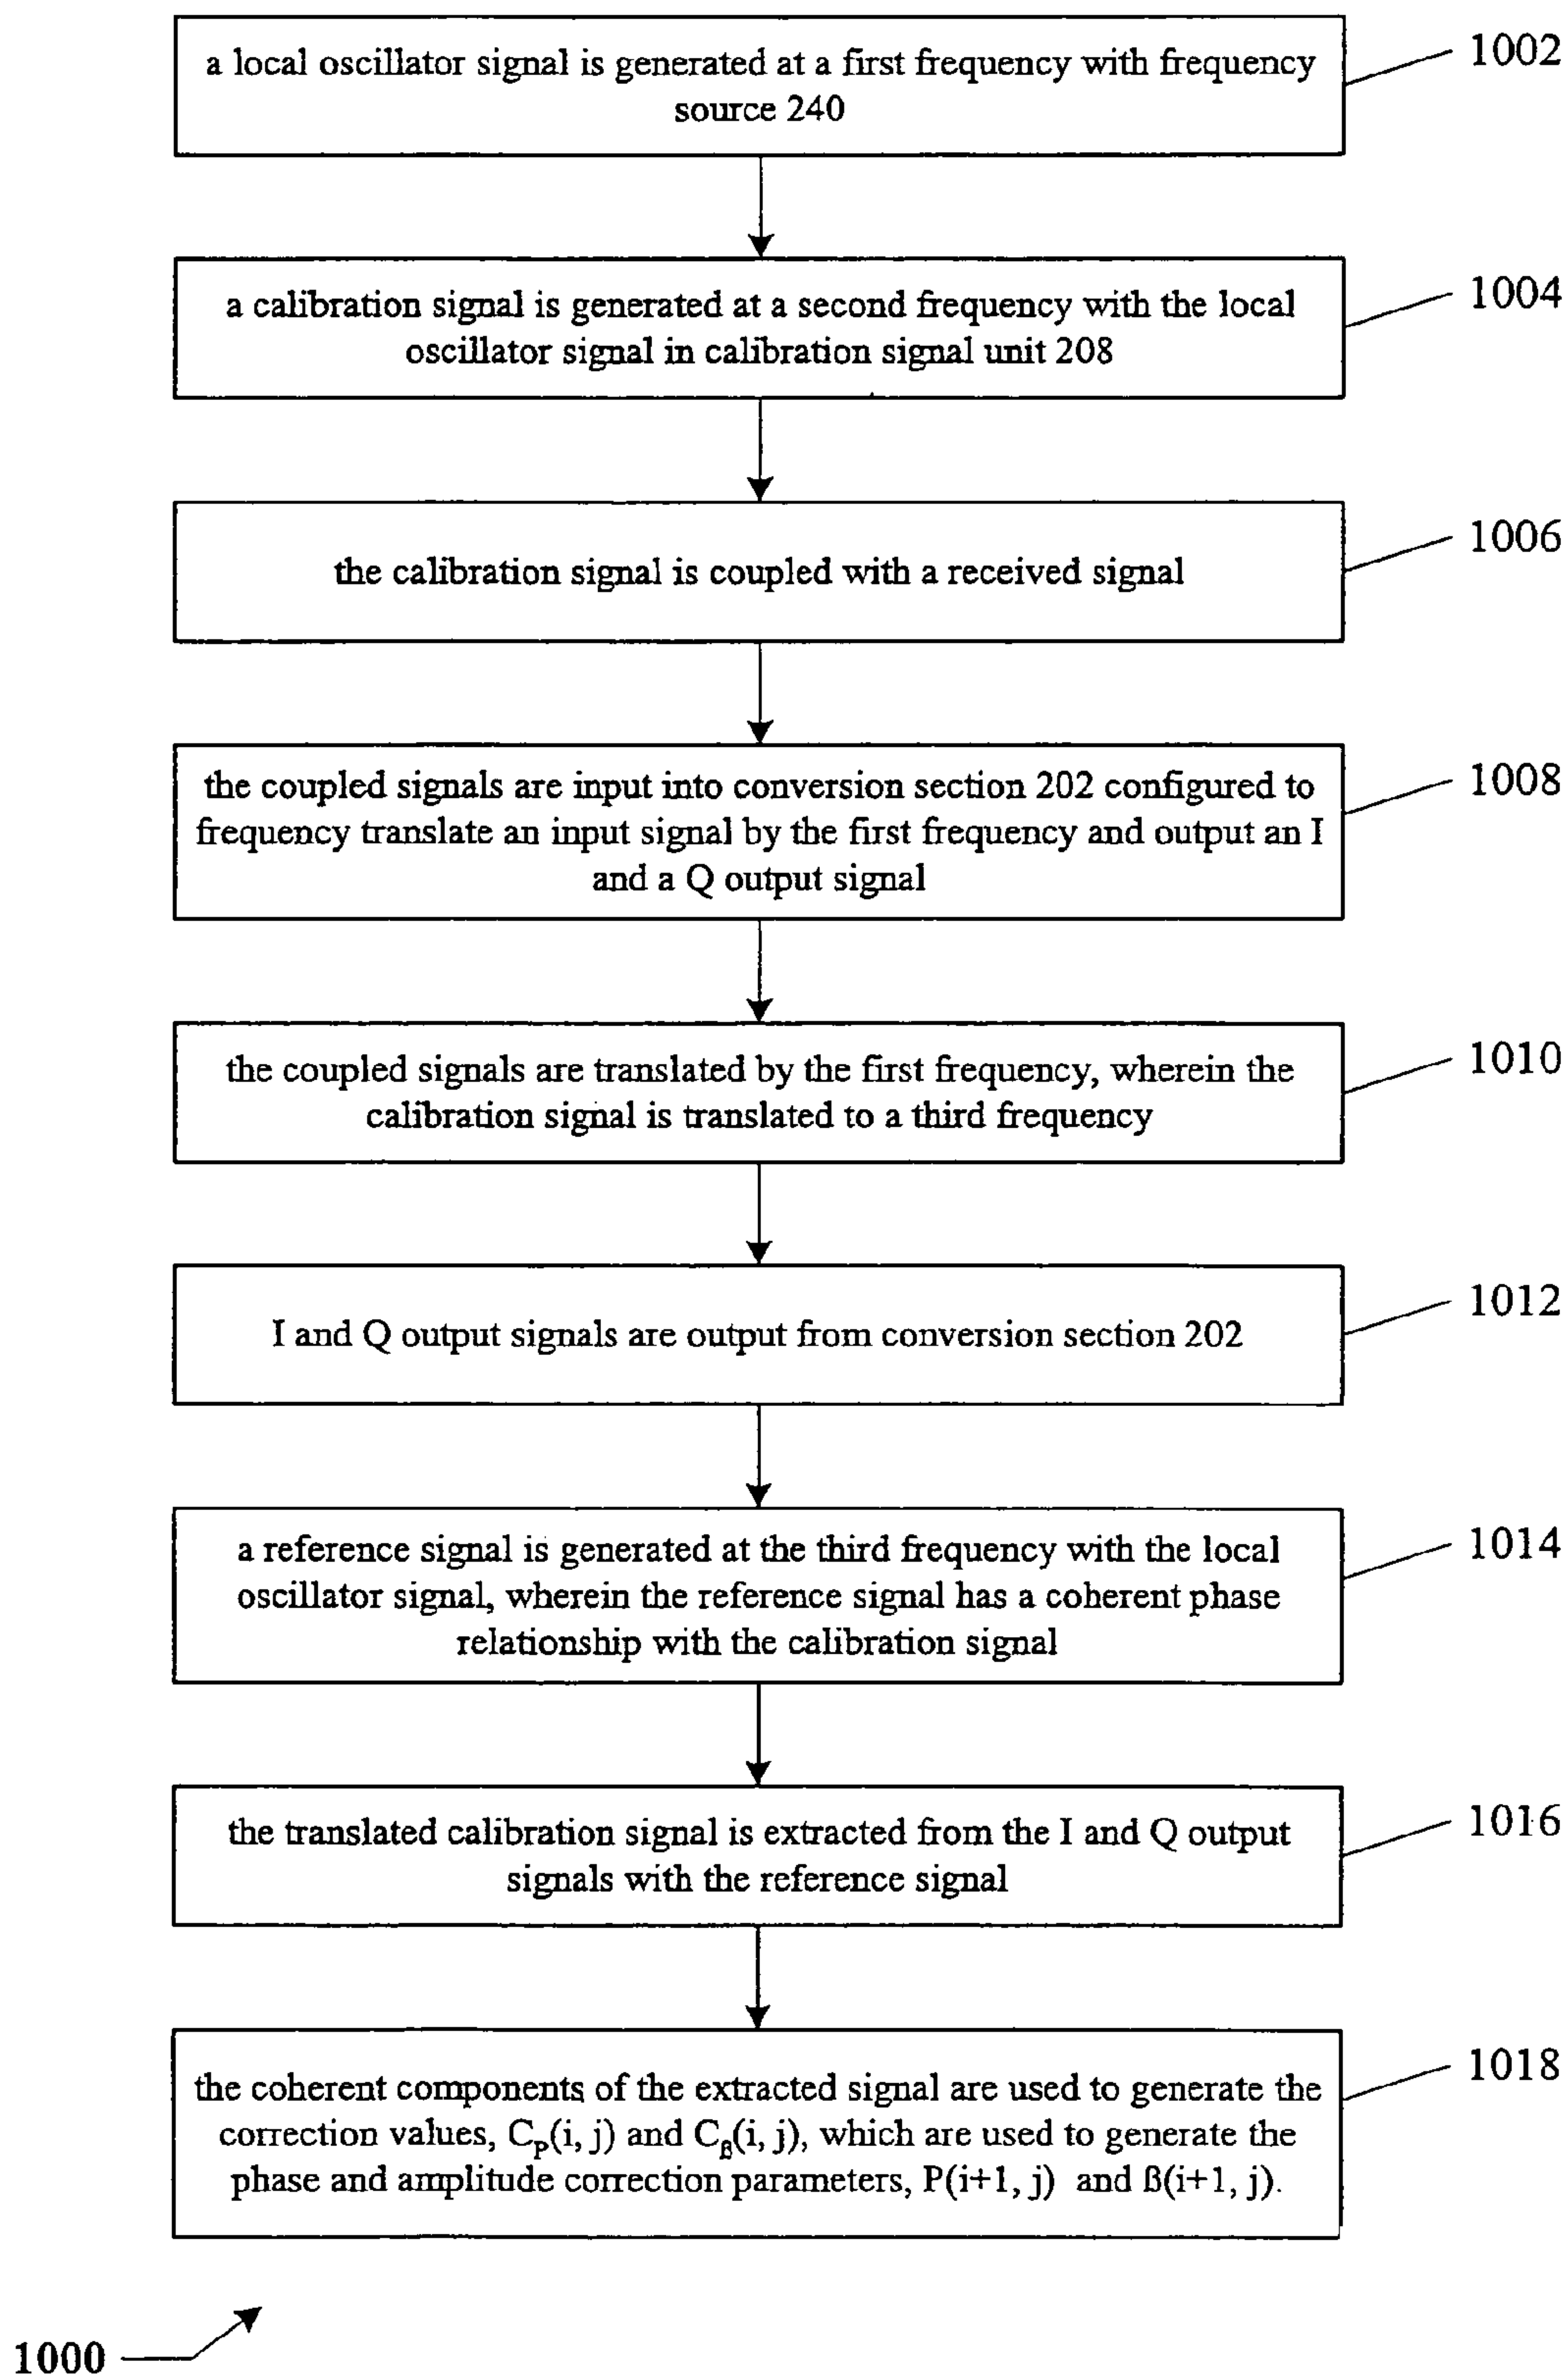 a local oscillator signal is generated at a first frequency with frequency
source 240
1002
a calibration signal is generated at a second frequency with the local
oscillator signal in calibration signal unit 208
1004
the calibration signal is coupled with a received signal
1006
the coupled signals are input into conversion section 202 configured to
frequency translate an input signal by the first frequency and output an I
and a Q output signal
1008
the coupled signals are translated by the first frequency, wherein the
calibration signal is translated to a third frequency
1010
I and Q output signals are output from conversion section 202
1012
a reference signal is generated at the third frequency with the local
oscillator signal, wherein the reference signal has a coherent phase
relationship with the calibration signal
1014
the translated calibration signal is extracted from the I and Q output
signals with the reference signal
1016
the coherent components of the extracted signal are used to generate the
correction values, Cp(i, j) and Cß(i, j), which are used to generate the
phase and amplitude correction parameters, P(i+1, j) and ß(i+1, j).
1018
1000